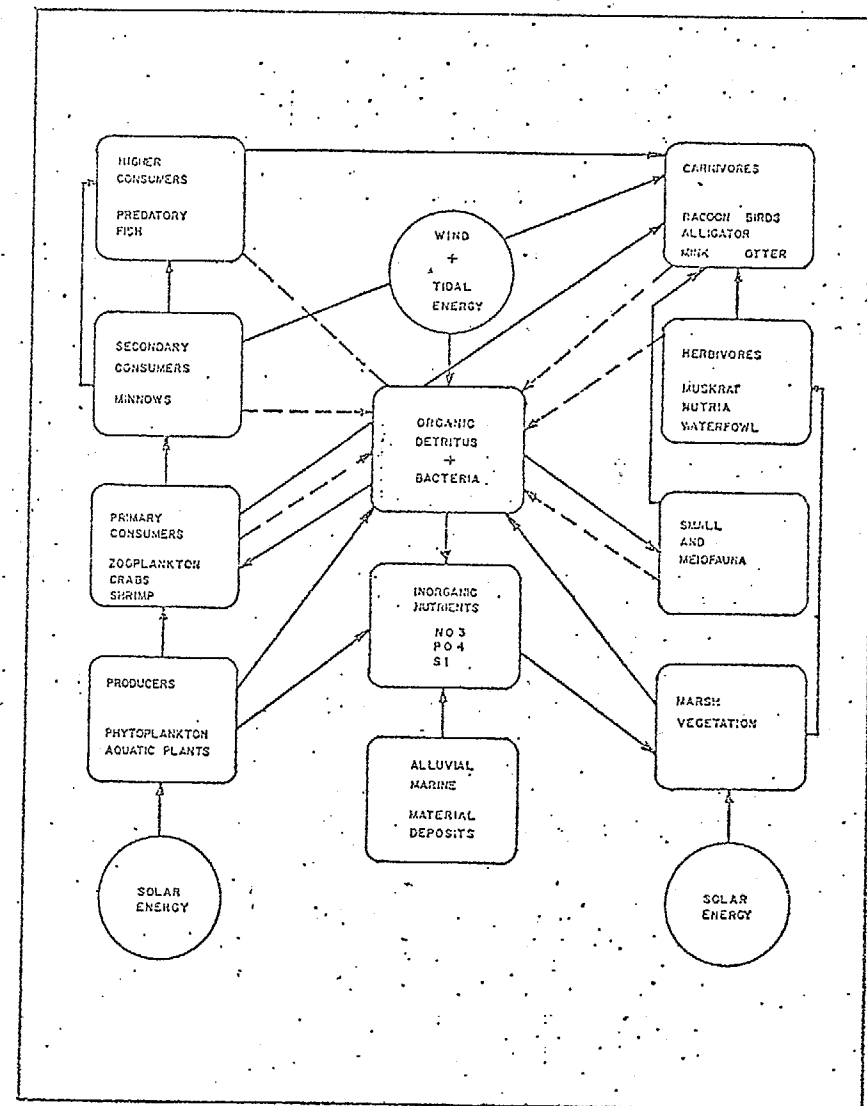 HIGHER
CONSUMERS
PREDATORY
FISH
CARNIVORES
RACOON BIRDS
ALLIGATOR
MINK OTTER
WIND
+
TIDAL
ENERGY
SECONDARY
CONSUMERS
MINNOWS
HERBIVORES
MUSKRAT
NUTRIA
WATERFOWL
ORGANIC
DETRITUS
+
BACTERIA
PRIMARY
CONSUMERS
ZOOPLANKTON
CRABS
SHRIMP
SMALL
AND
MEIOFAUNA
INORGANIC
NUTRIENTS
NO3
PO4
SI
PRODUCERS
PHYTOPLANKTON
AQUATIC PLANTS
MARSH
VEGETATION
ALLUVIAL
MARINE
MATERIAL
DEPOSITS
SOLAR
ENERGY
SOLAR
ENERGY